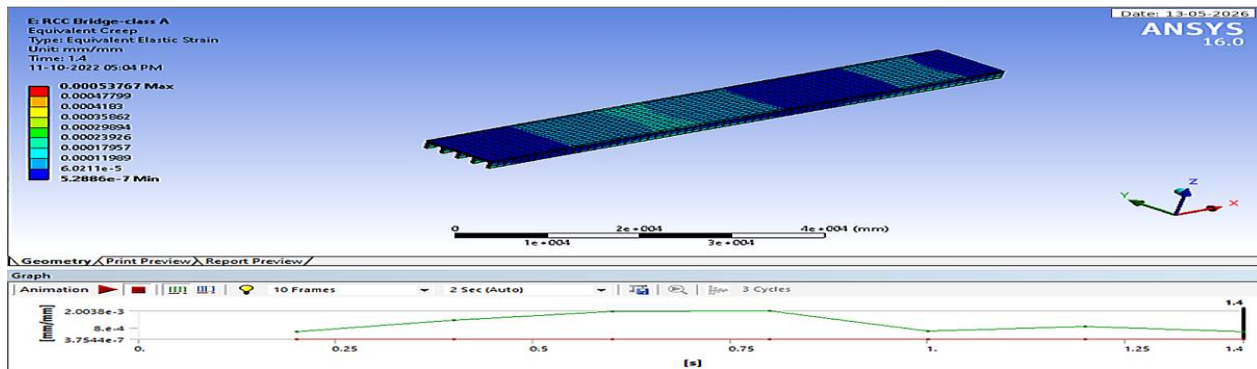 E: RCC Bridge-class A
Equivalent Creep
Type: Equivalent Elastic Strain
Unit: mm/mm
Time: 1.4
11-10-2022 05:04 PM
0.00053767 Max
0.00047799
0.0004183
0.00035862
0.00029894
0.00023926
0.00017957
0.00011989
6.0211e-5
5.2886e-7 Min
Date: 13-05-2026
ANSYS
16.0
Z
Y
X
0 2e+004 4e+004 (mm)
1e+004 3e+004
Geometry Print Preview Report Preview
Graph
Animation 10 Frames 2 Sec (Auto) 3 Cycles
1.4
2.0038e-3
8.e-4
3.7544e-7
[mm/mm]
0. 0.25 0.5 0.75 1. 1.25 1.4
[s]